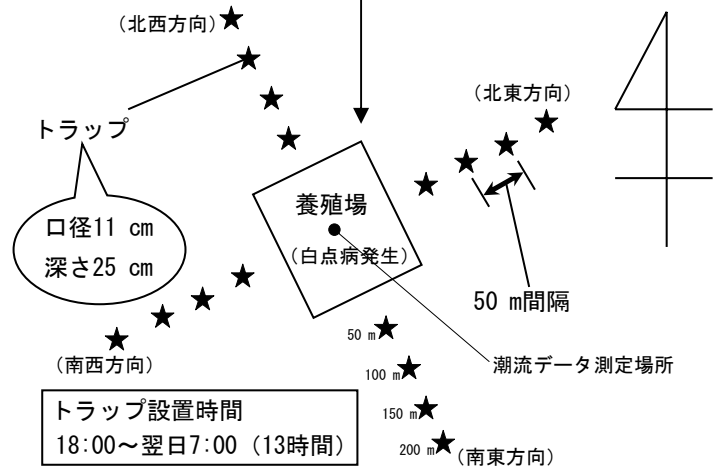 (北西方向)
(北東方向)
トラップ
口径11 cm
深さ25 cm
養殖場
(白点病発生)
50 m間隔
50 m
100 m
150 m
200 m
(南西方向)
潮流データ測定場所
(南東方向)
トラップ設置時間
18:00～翌日7:00 (13時間)